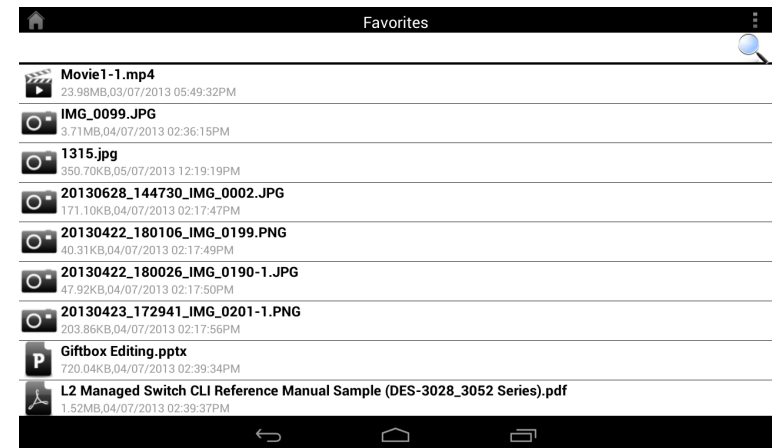 Favorites
Movie1-1.mp4
23.98MB,03/07/2013 05:49:32PM
IMG_0099.JPG
3.71MB,04/07/2013 02:36:15PM
1315.jpg
350.70KB,05/07/2013 12:19:19PM
20130628_144730_IMG_0002.JPG
171.10KB,04/07/2013 02:17:47PM
20130422_180106_IMG_0199.PNG
40.31KB,04/07/2013 02:17:49PM
20130422_180026_IMG_0190-1.JPG
47.92KB,04/07/2013 02:17:50PM
20130423_172941_IMG_0201-1.PNG
203.86KB,04/07/2013 02:17:56PM
P
Giftbox Editing.pptx
720.04KB,04/07/2013 02:39:34PM
L2 Managed Switch CLI Reference Manual Sample (DES-3028_3052 Series).pdf
1.52MB,04/07/2013 02:39:37PM